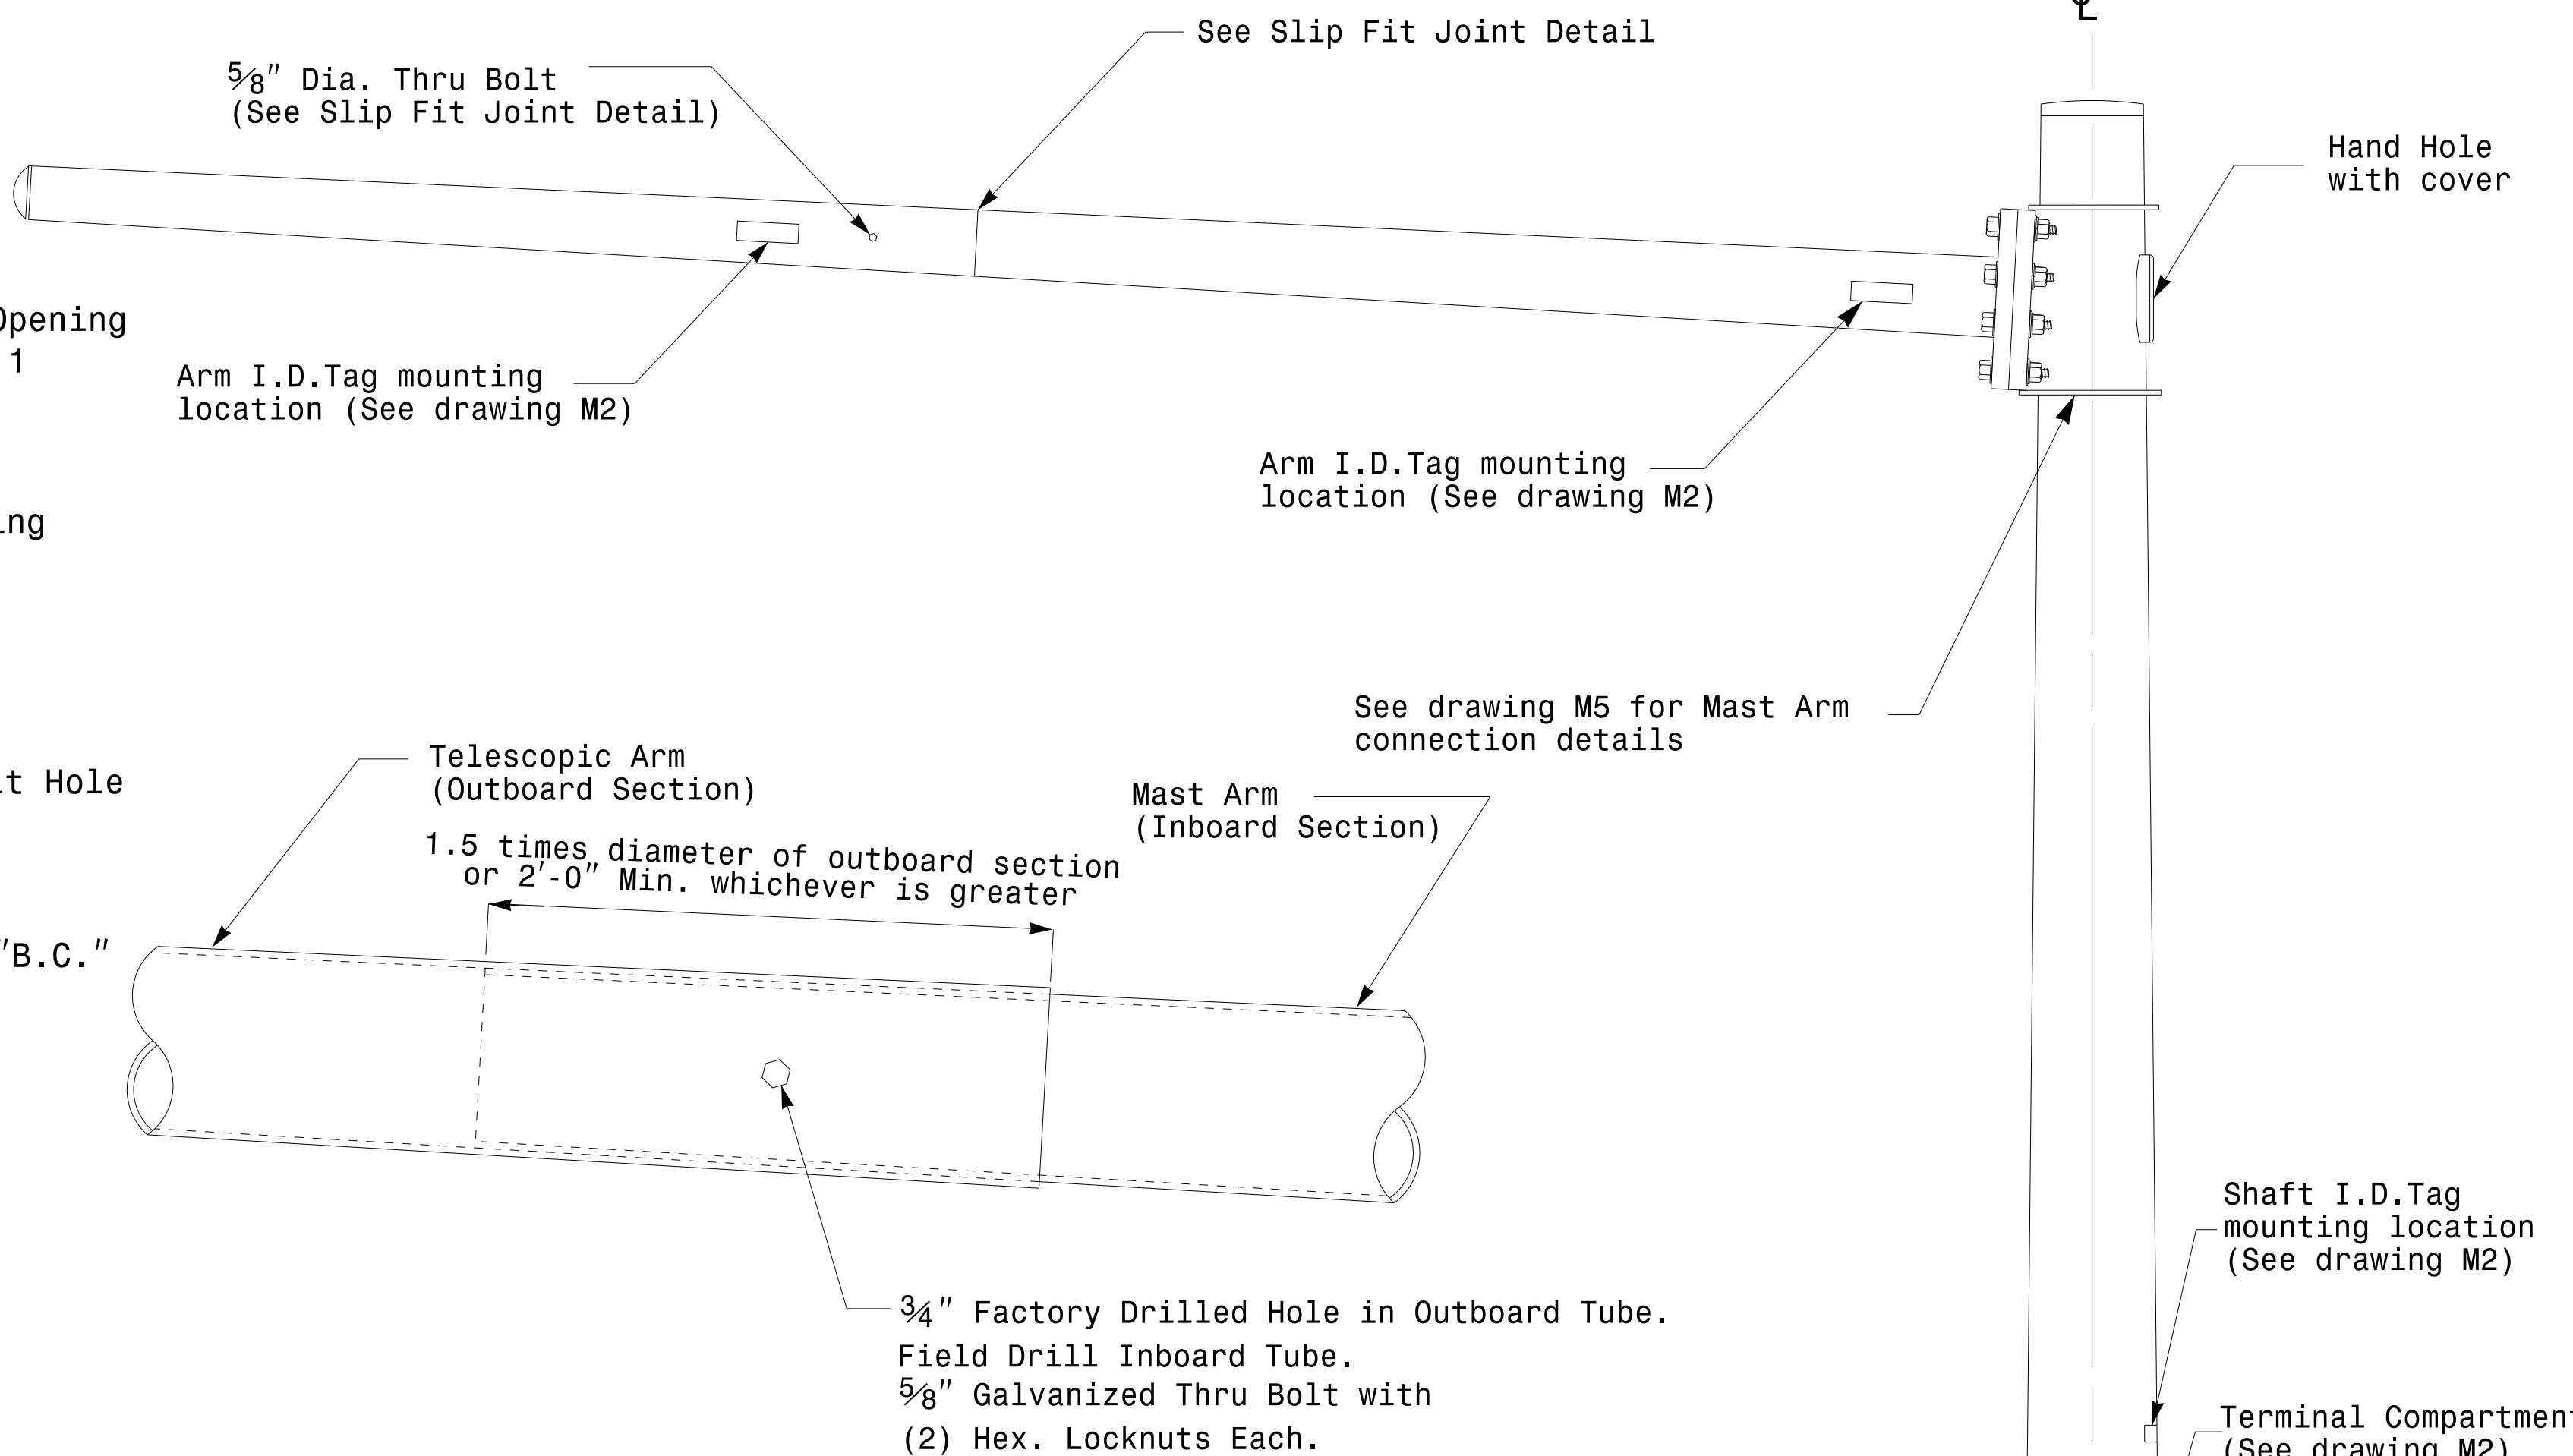 ℄
See Slip Fit Joint Detail
5/8" Dia. Thru Bolt
(See Slip Fit Joint Detail)
Hand Hole
with cover
Opening
1
Arm I.D.Tag mounting
location (See drawing M2)
Arm I.D.Tag mounting
location (See drawing M2)
ing
See drawing M5 for Mast Arm
connection details
Telescopic Arm
(Outboard Section)
Hole
Mast Arm
(Inboard Section)
1.5 times diameter of outboard section
or 2'-0" Min. whichever is greater
"B.C."
Shaft I.D.Tag
mounting location
(See drawing M2)
3/4" Factory Drilled Hole in Outboard Tube.
Field Drill Inboard Tube.
5/8" Galvanized Thru Bolt with
(2) Hex. Locknuts Each.
Terminal Compartment
(See drawing M2)